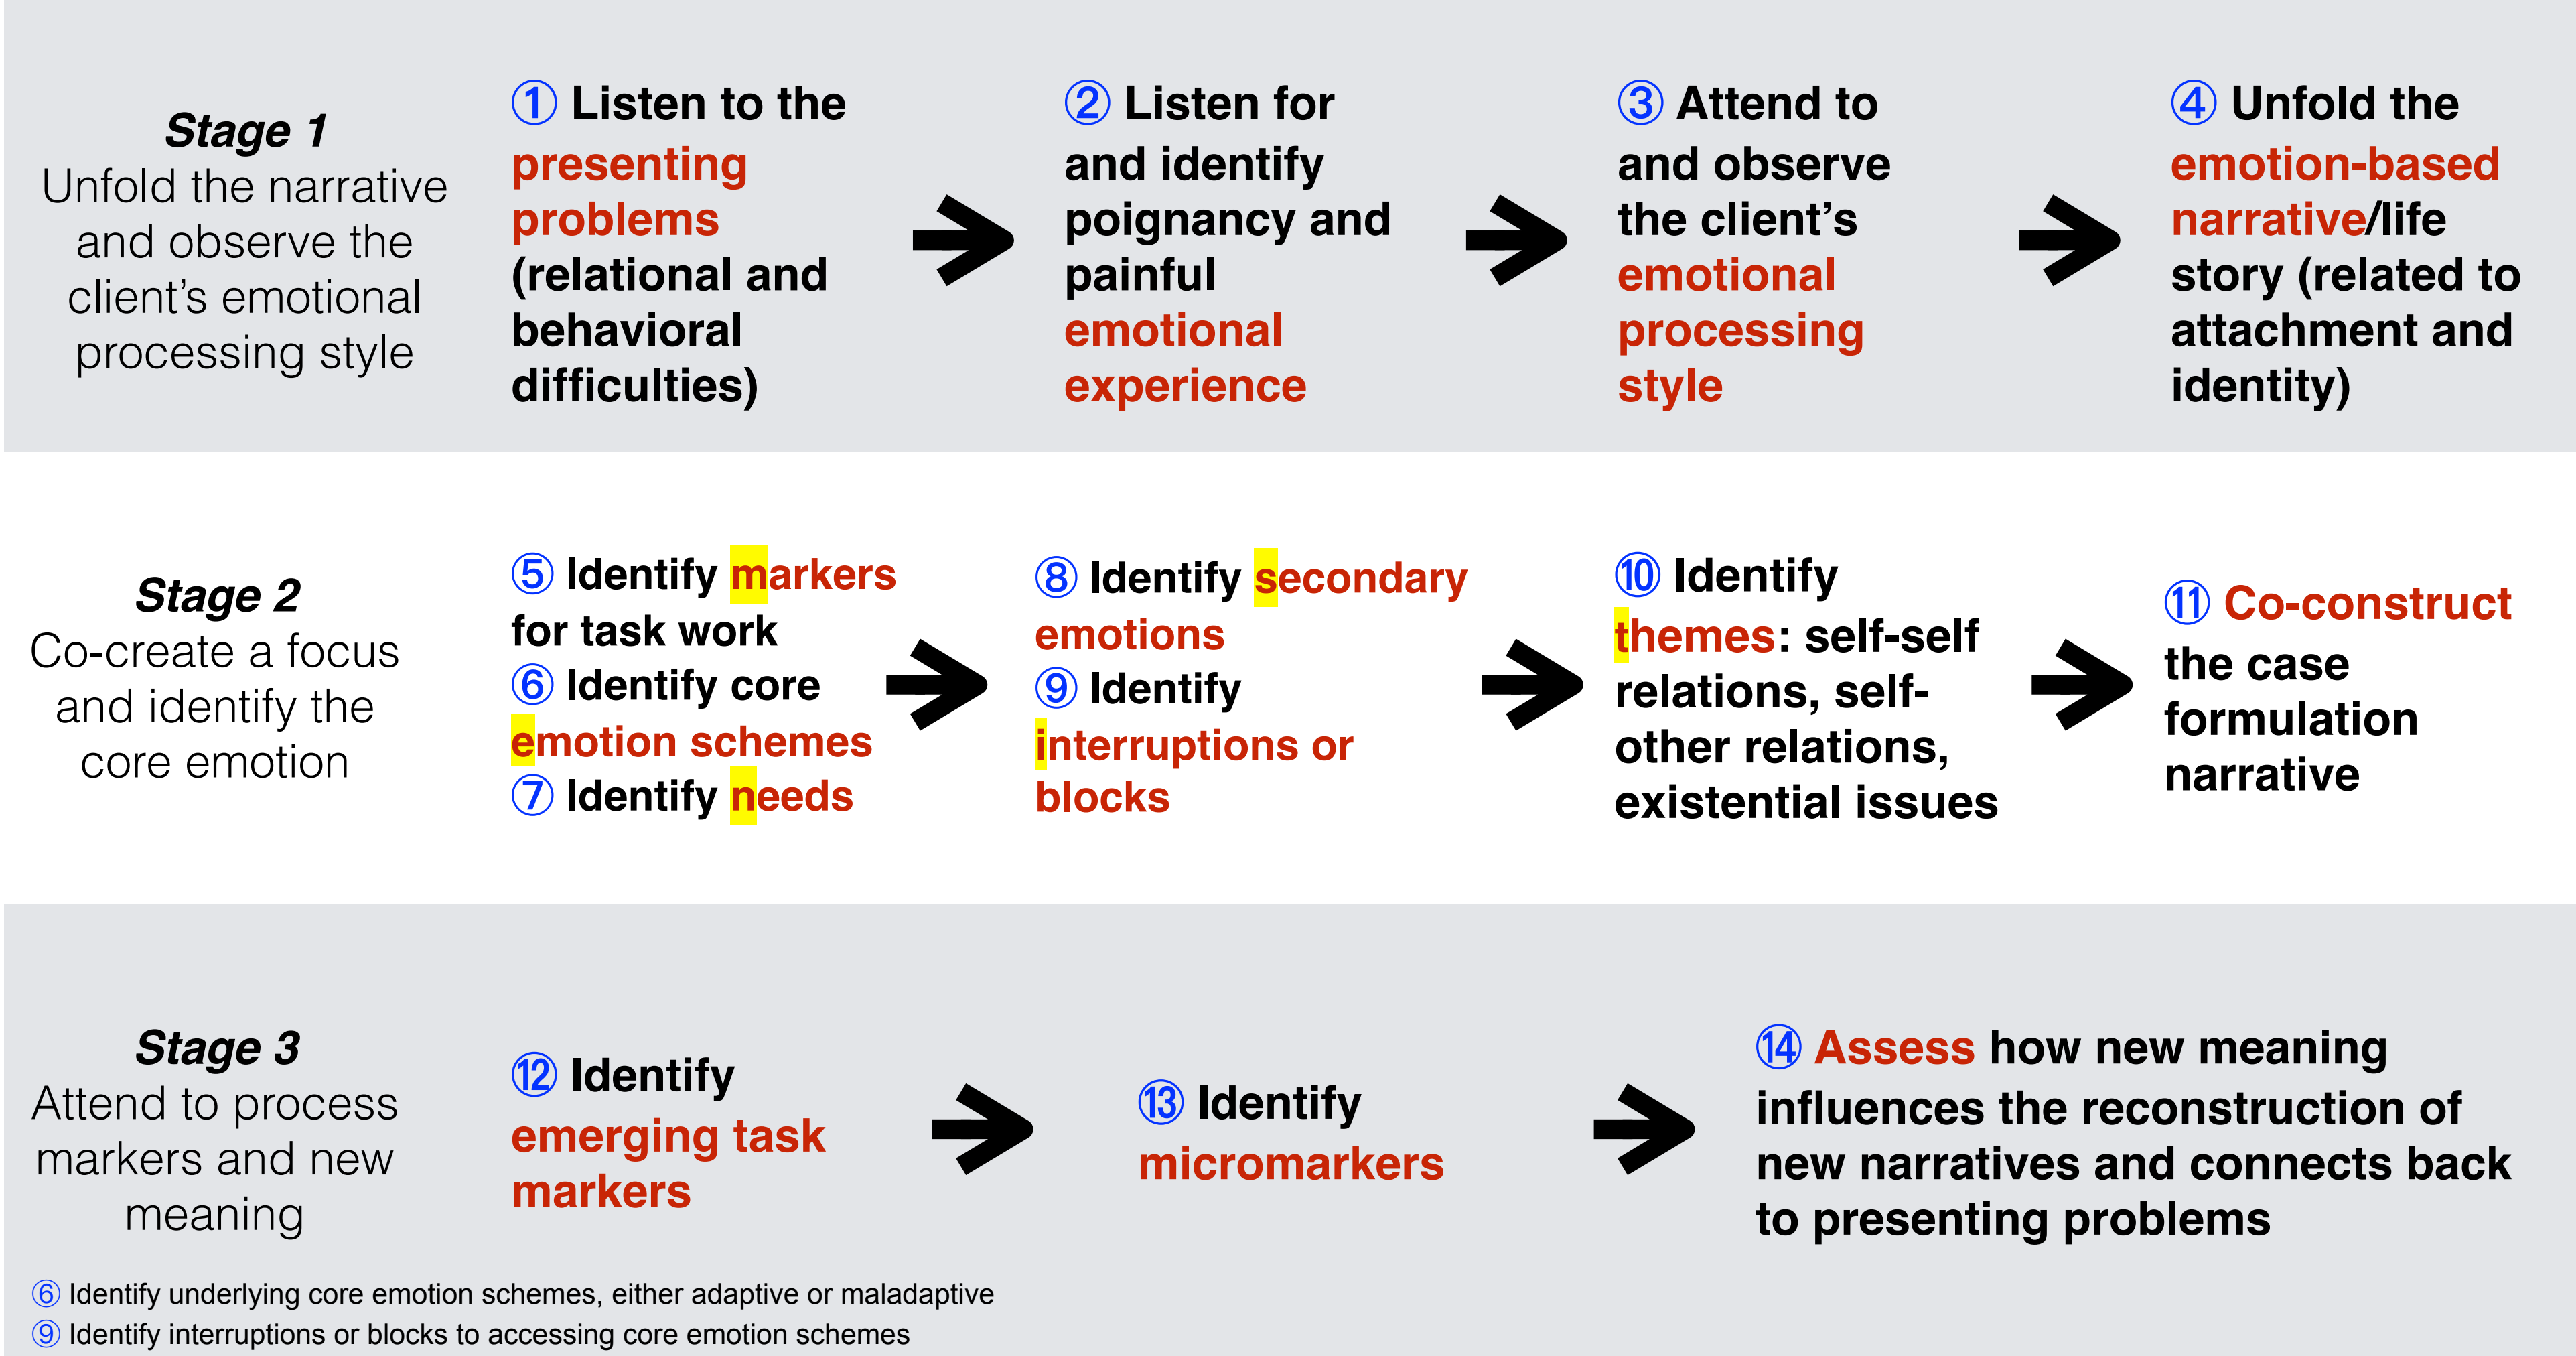 Stage 1
Unfold the narrative
and observe the
client’s emotional
processing style
① Listen to the
presenting
problems
(relational and
behavioral
difficulties)
② Listen for
and identify
poignancy and
painful
emotional
experience
③ Attend to
and observe
the client’s
emotional
processing
style
④ Unfold the
emotion-based
narrative/life
story (related to
attachment and
identity)
Stage 2
Co-create a focus
and identify the
core emotion
⑤ Identify markers
for task work
⑥ Identify core
emotion schemes
⑦ Identify needs
⑧ Identify secondary
emotions
⑨ Identify
interruptions or
blocks
⑩ Identify
themes: self-self
relations, self-
other relations,
existential issues
⑪ Co-construct
the case
formulation
narrative
Stage 3
Attend to process
markers and new
meaning
⑫ Identify
emerging task
markers
⑬ Identify
micromarkers
⑭ Assess how new meaning
influences the reconstruction of
new narratives and connects back
to presenting problems
⑥ Identify underlying core emotion schemes, either adaptive or maladaptive
⑨ Identify interruptions or blocks to accessing core emotion schemes